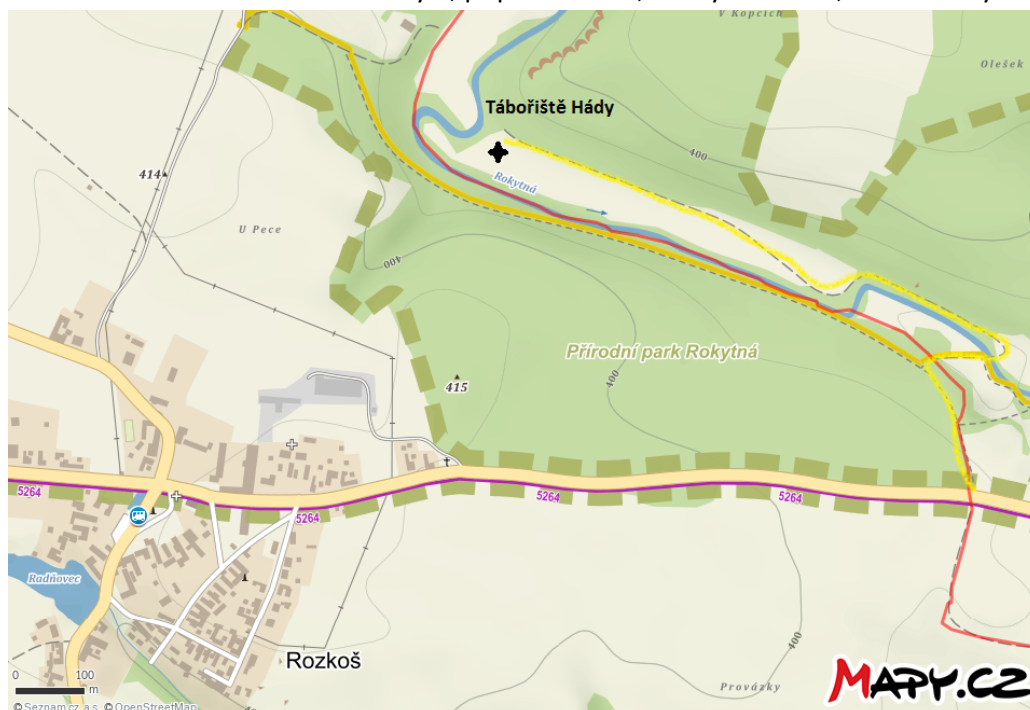 V Kopcích
Olešek
Tábořiště Hády
400
414
Rokytná
U Pece
400
Přírodní park Rokytná
400
415
5264
5264
5264
5264
Radňovec
400
Rozkoš
0 100
m
Provázky
MAPY.CZ
© Seznam.cz, a.s., © OpenStreetMap